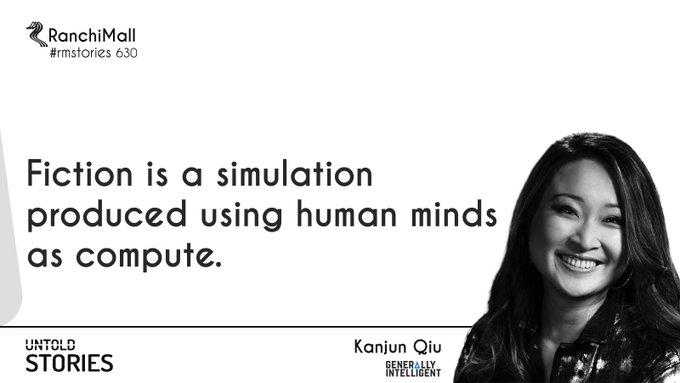 RanchiMall
#rmstories 630
Fiction is a simulation
produced using human minds
as compute.
UNTOLD
STORIES
Kanjun Qiu
GENERALLY
INTELLIGENT